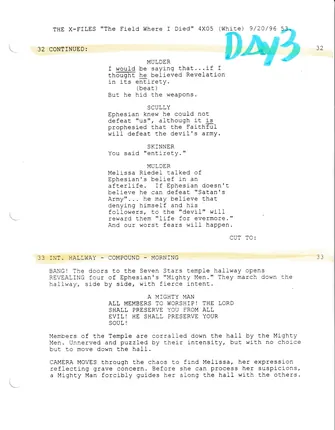 THE X-FILES "The Field Where I Died" 4X05 (White) 9/20/96 53.
DAY3
32 CONTINUED: 32
MULDER
I would be saying that...if I
thought he believed Revelation
in its entirety.
(beat)
But he hid the weapons.
SCULLY
Ephesian knew he could not
defeat "us", although it is
prophesied that the faithful
will defeat the devil's army.
SKINNER
You said "entirety."
MULDER
Melissa Riedel talked of
Ephesian's belief in an
afterlife. If Ephesian doesn't
believe he can defeat "Satan's
Army"... he may believe that
denying himself and his
followers, to the "devil" will
reward them "life for evermore."
And our worst fears will happen.
CUT TO:
33 INT. HALLWAY - COMPOUND - MORNING 33
BANG! The doors to the Seven Stars temple hallway opens
REVEALING four of Ephesian's "Mighty Men." They march down the
hallway, side by side, with fierce intent.
A MIGHTY MAN
ALL MEMBERS TO WORSHIP! THE LORD
SHALL PRESERVE YOU FROM ALL
EVIL! HE SHALL PRESERVE YOUR
SOUL!
Members of the Temple are corralled down the hall by the Mighty
Men. Unnerved and puzzled by their intensity, but with no choice
but to move down the hall.
CAMERA MOVES through the chaos to find Melissa, her expression
reflecting grave concern. Before she can process her suspicions,
a Mighty Man forcibly guides her along the hall with the others.